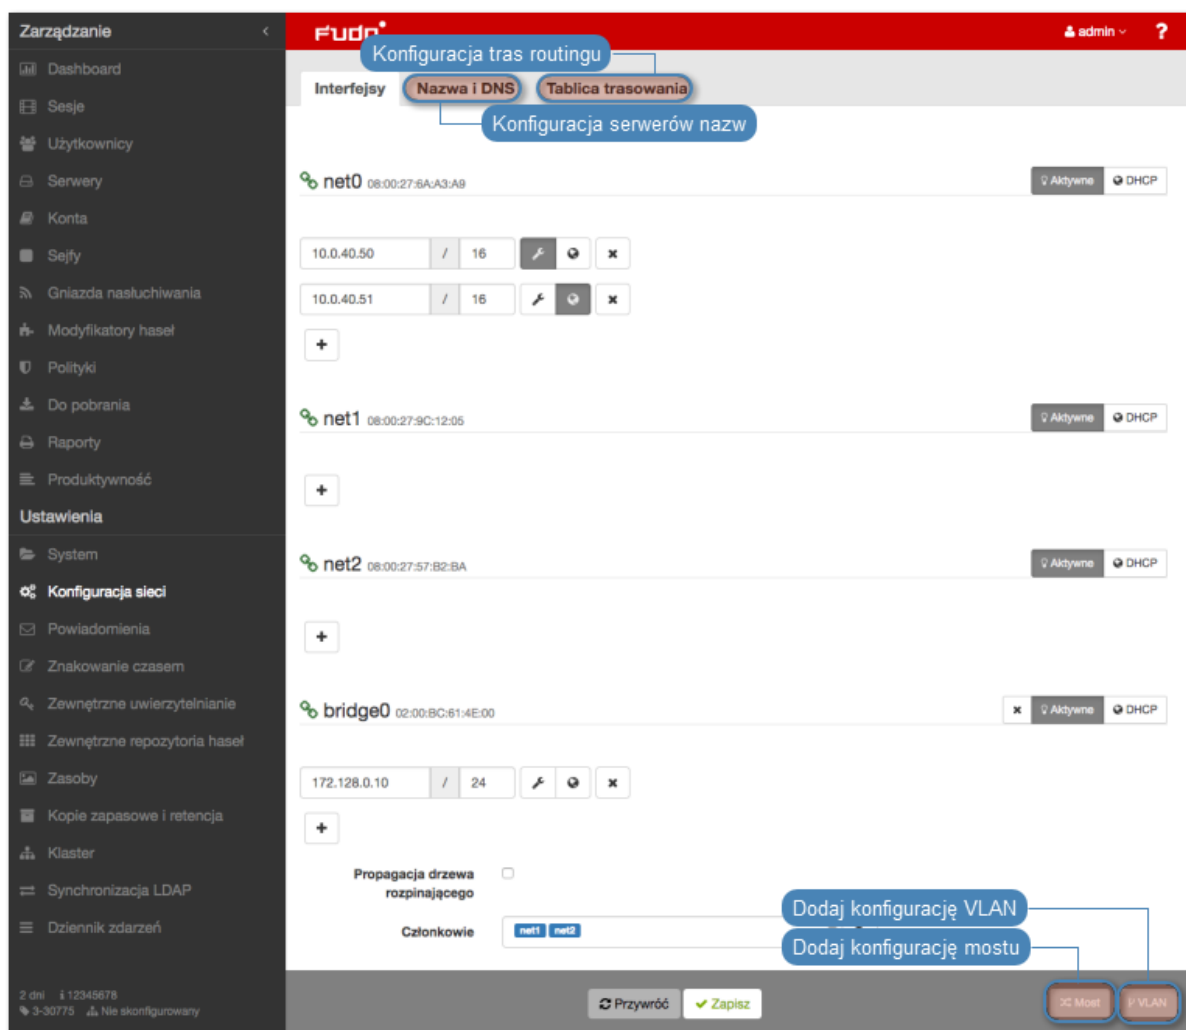 Zarządzanie
FUDO
admin
?
Konfiguracja tras routingu
Interfejsy
Nazwa i DNS
Tablica trasowania
Konfiguracja serwerów nazw
Dashboard
Sesje
Użytkownicy
Serwery
Konta
Sejfy
Gniazda nasłuchiwania
Modyfikatory haseł
Polityki
Do pobrania
Raporty
Produktywność
Ustawienia
System
Konfiguracja sieci
Powiadomienia
Znakowanie czasem
Zewnętrzne uwierzytelnianie
Zewnętrzne repozytoria haseł
Zasoby
Kopie zapasowe i retencja
Klaster
Synchronizacja LDAP
Dziennik zdarzeń
2 dni 12345678
3-30775 Nie skonfigurowany
net0 08:00:27:6A:A3:A9
Aktywne DHCP
10.0.40.50 / 16
10.0.40.51 / 16
+
net1 08:00:27:9C:12:05
Aktywne DHCP
+
net2 08:00:27:57:B2:BA
Aktywne DHCP
+
bridge0 02:00:BC:61:4E:00
Aktywne DHCP
172.128.0.10 / 24
+
Propagacja drzewa
rozpinającego
Członkowie net1 net2
Dodaj konfigurację VLAN
Dodaj konfigurację mostu
Przywróć
Zapisz
Most
VLAN